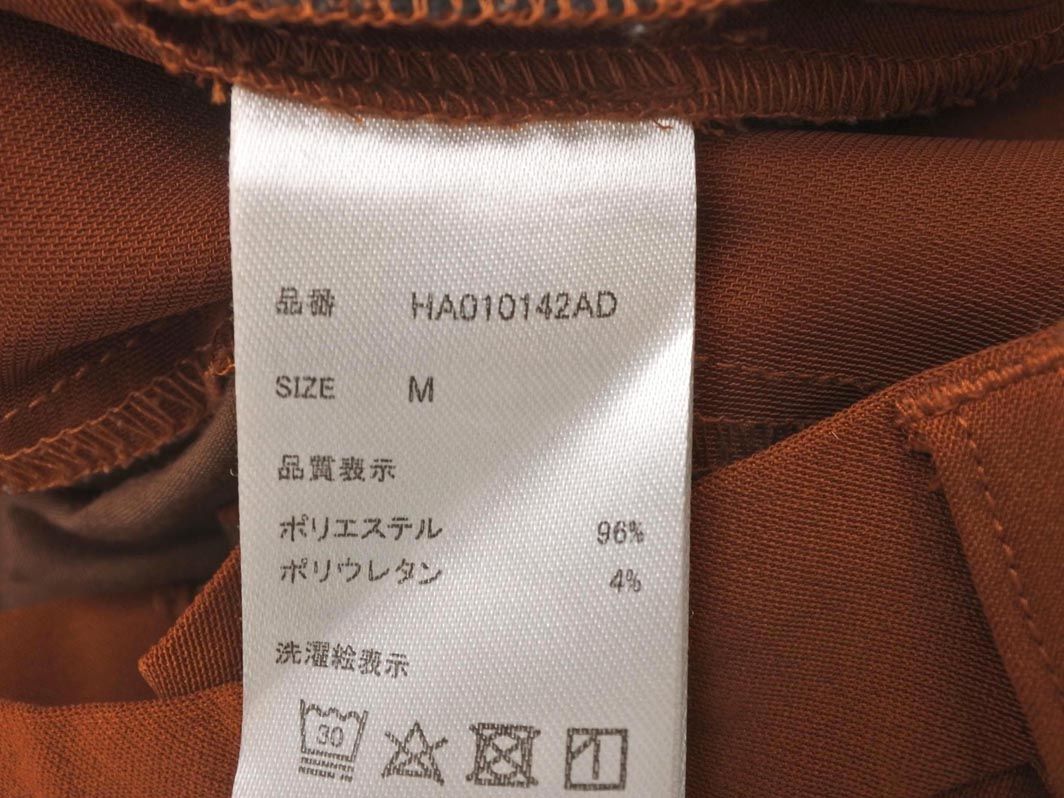 品番 HA010142AD
SIZE M
品質表示
ポリエステル 96%
ポリウレタン 4%
洗濯絵表示
30